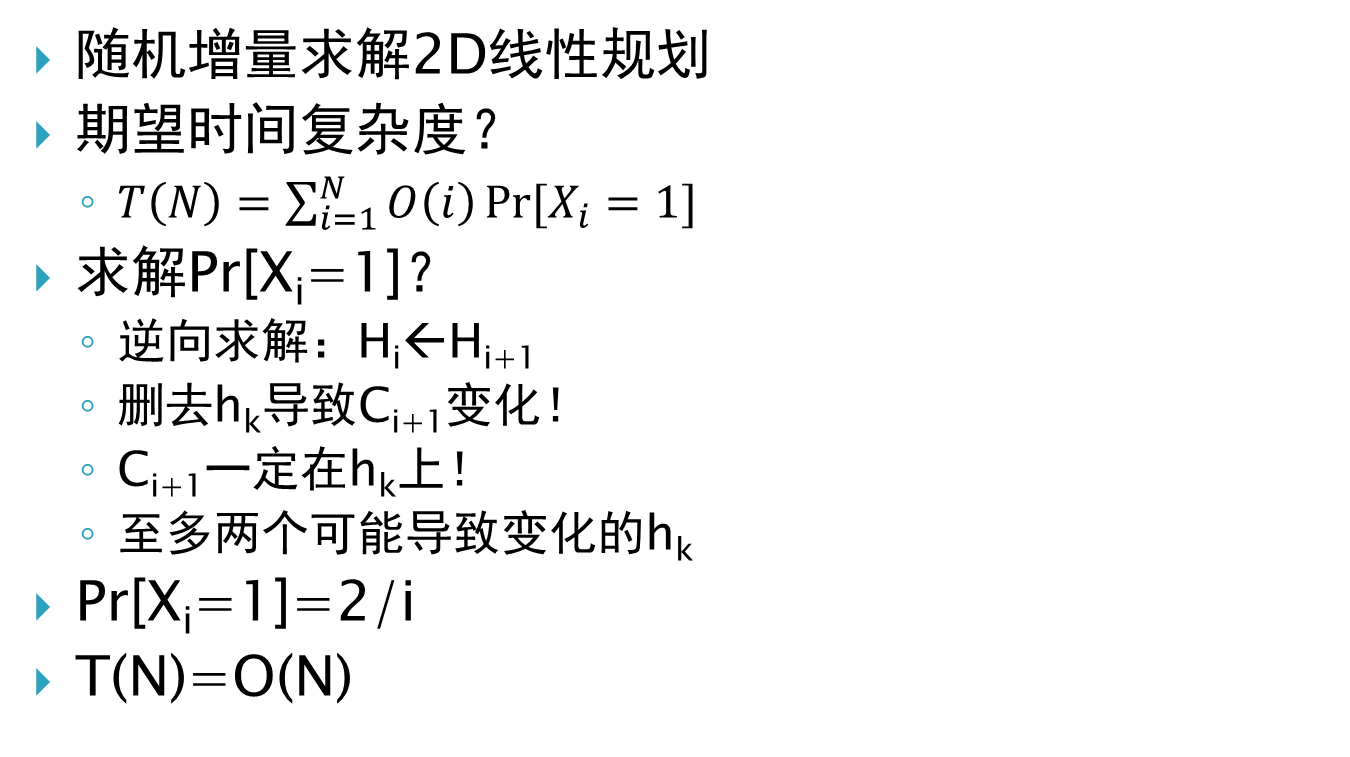 随机增量求解2D线性规划
期望时间复杂度？
T(N) = ∑_{i=1}^{N} O(i) Pr[X_i = 1]
求解Pr[X_i=1]？
逆向求解：H_i←H_{i+1}
删去h_k导致C_{i+1}变化！
C_{i+1}一定在h_k上！
至多两个可能导致变化的h_k
Pr[X_i=1]=2/i
T(N)=O(N)